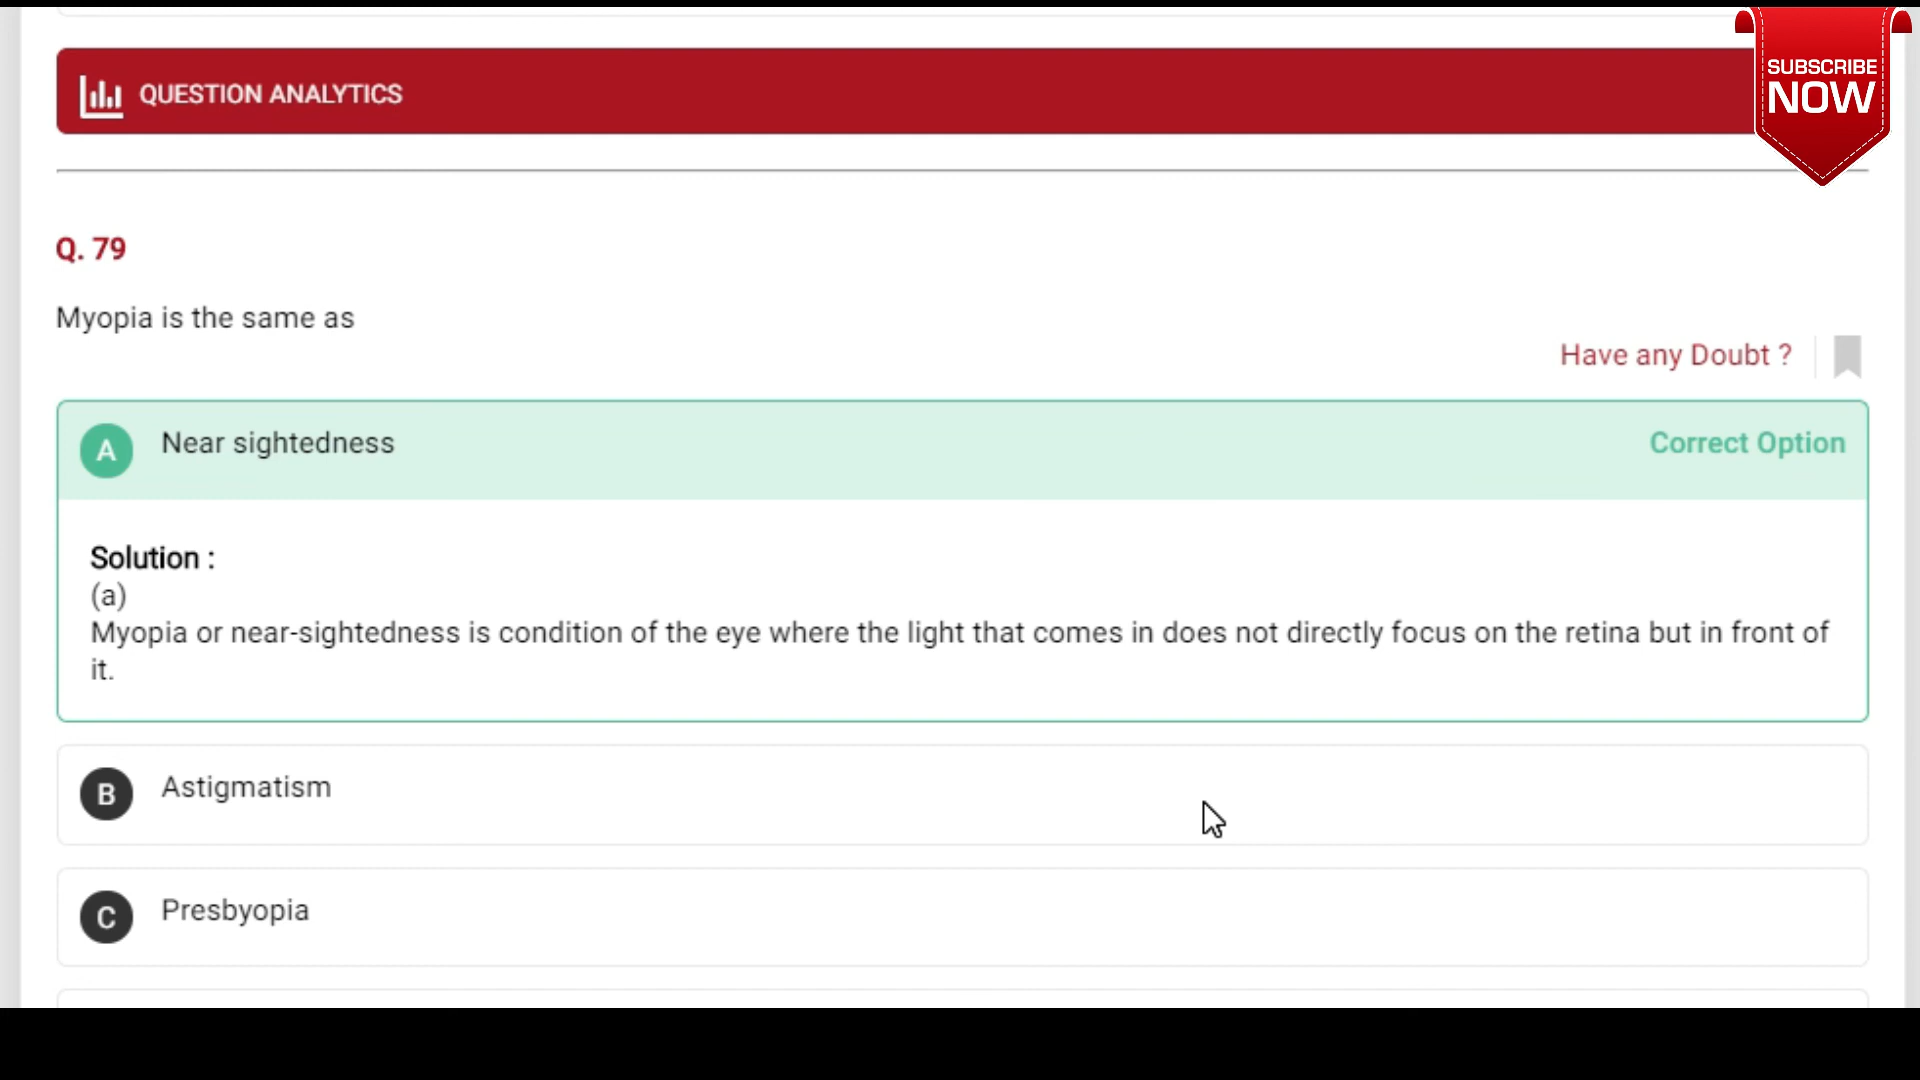 SUBSCRIBE
NOW
QUESTION ANALYTICS
Q. 79
Myopia is the same as
Have any Doubt ?
A Near sightedness Correct Option
Solution :
(a)
Myopia or near-sightedness is condition of the eye where the light that comes in does not directly focus on the retina but in front of
it.
B Astigmatism
C Presbyopia